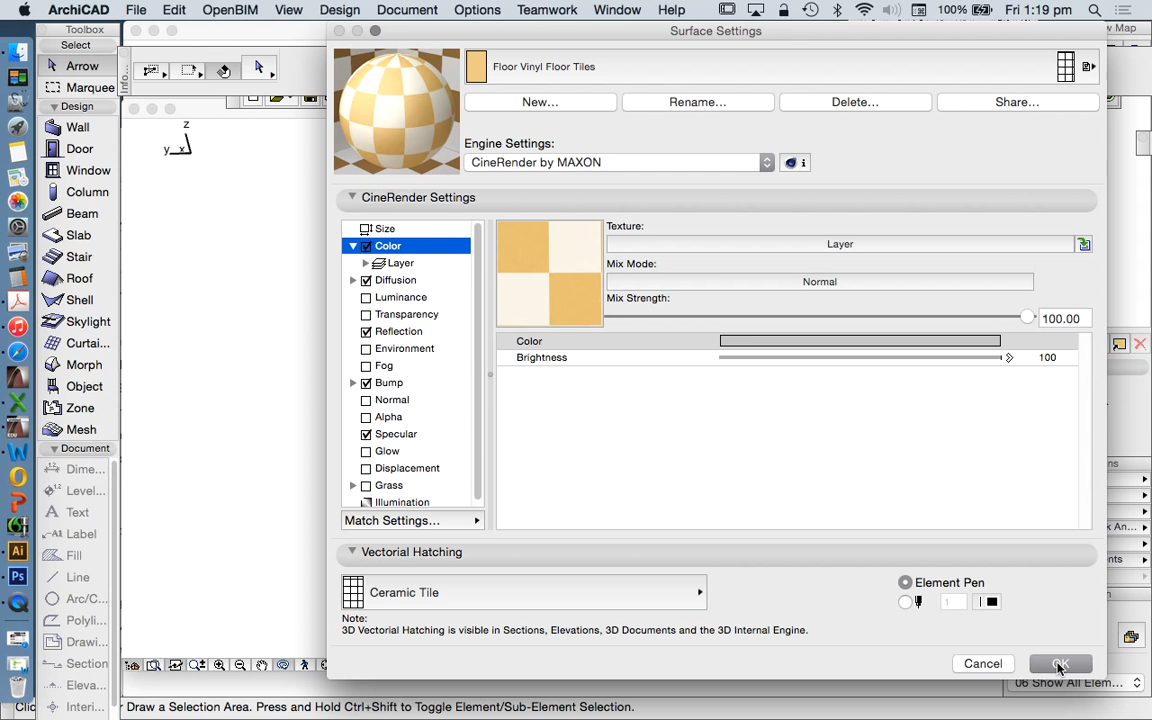 ArchiCAD File Edit OpenBIM View Design Document Options Teamwork Window Help 100% Fri 1:19 pm
Toolbox
Select
Arrow
Marquee
Design
Wall
Door
Window
Column
Beam
Slab
Stair
Roof
Shell
Skylight
Curtai...
Morph
Object
Zone
Mesh
Document
Dime...
Level...
Text
Label
Fill
Line
Arc/C...
Polyli...
Drawi...
Section
Eleva...
Interi...
Info...
z
y x
Surface Settings
Floor Vinyl Floor Tiles
New... Rename... Delete... Share...
Engine Settings:
CineRender by MAXON
CineRender Settings
Size
Color
Layer
Diffusion
Luminance
Transparency
Reflection
Environment
Fog
Bump
Normal
Alpha
Specular
Glow
Displacement
Grass
Illumination
Match Settings...
Texture:
Layer
Mix Mode:
Normal
Mix Strength:
100.00
Color
Brightness 100
Vectorial Hatching
Ceramic Tile
Element Pen
1
Note:
3D Vectorial Hatching is visible in Sections, Elevations, 3D Documents and the 3D Internal Engine.
Cancel OK
w Map
06 Show All Elem...
Draw a Selection Area. Press and Hold Ctrl+Shift to Toggle Element/Sub-Element Selection.